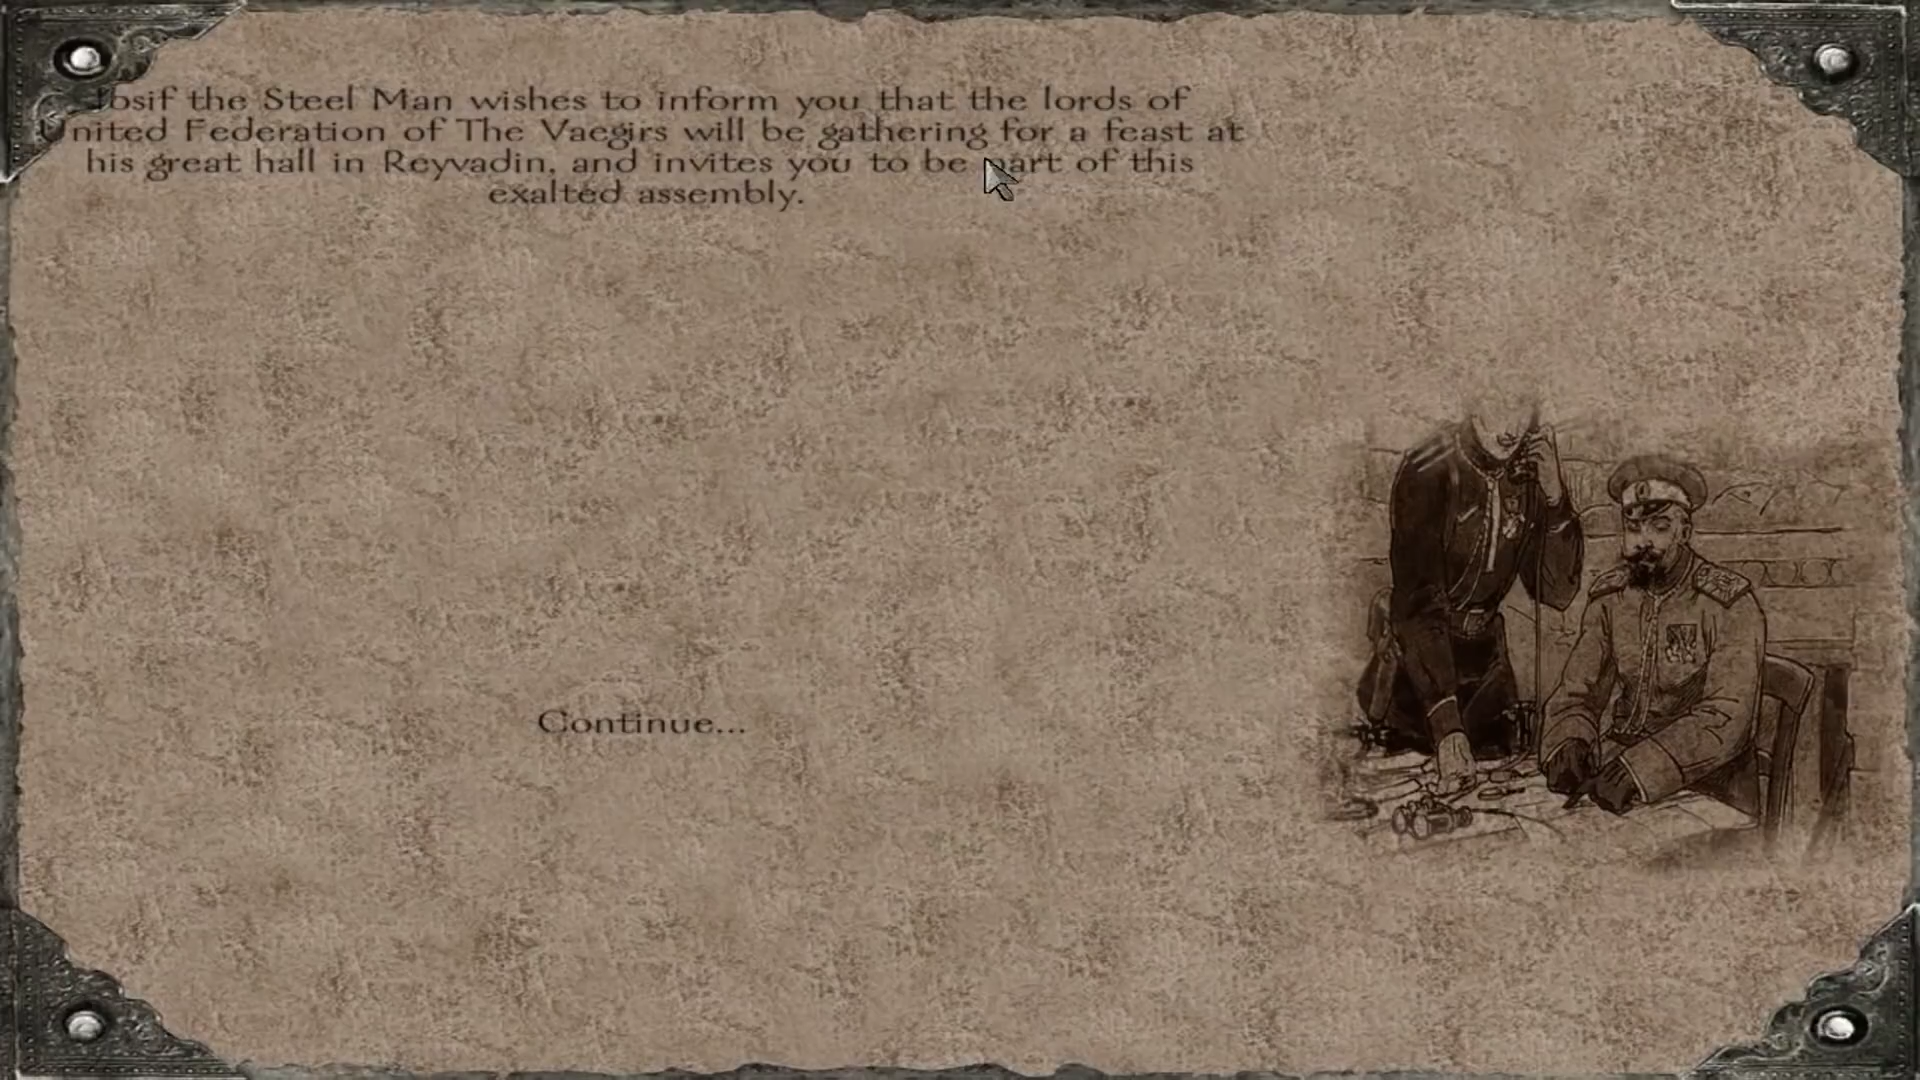 Iosif the Steel Man wishes to inform you that the lords of
United Federation of The Vaegirs will be gathering for a feast at
his great hall in Reyvadin, and invites you to be part of this
exalted assembly.
Continue...